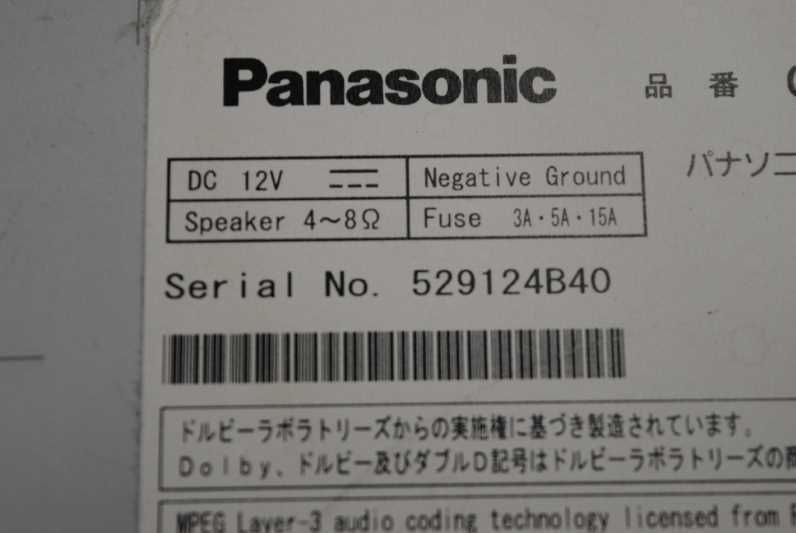 Panasonic 品 番
パナソニ
DC 12V Negative Ground
Speaker 4〜8Ω Fuse 3A・5A・15A
Serial No. 529124B40
ドルビーラボラトリーズからの実施権に基づき製造されています。
Dolby、ドルビー及びダブルD記号はドルビーラボラトリーズの商
MPEG Layer-3 audio coding technology licensed from